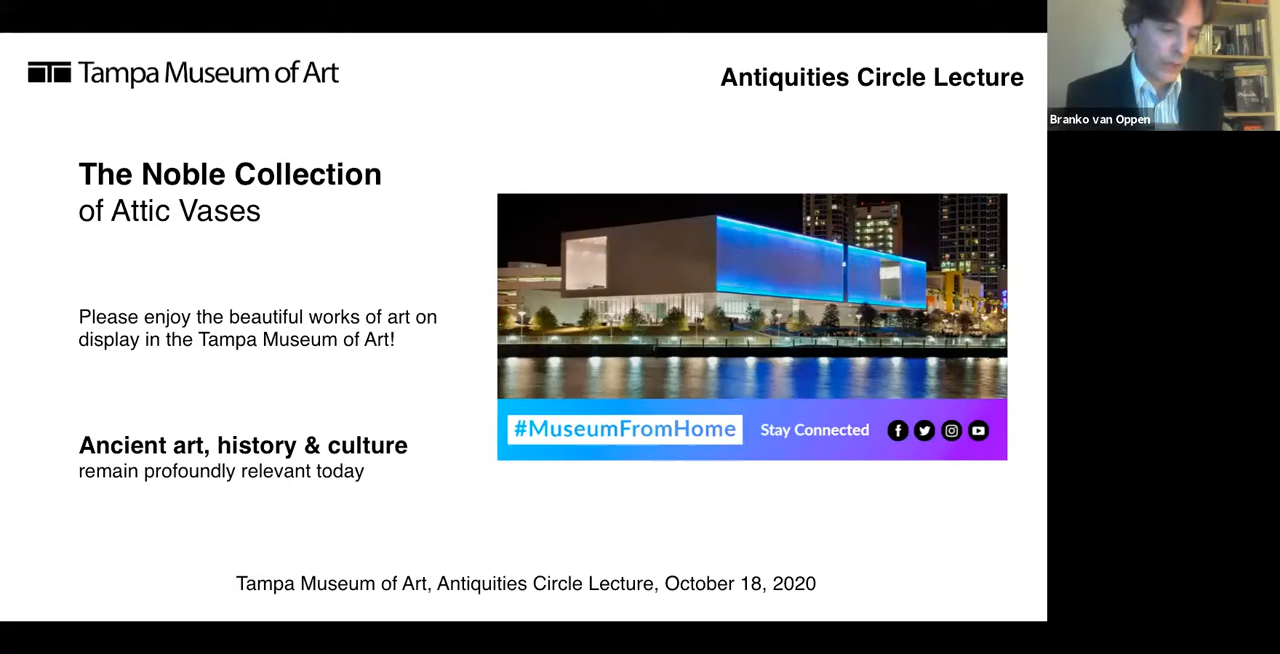 Tampa Museum of Art
Antiquities Circle Lecture
Branko van Oppen
The Noble Collection
of Attic Vases
Please enjoy the beautiful works of art on
display in the Tampa Museum of Art!
Ancient art, history & culture
remain profoundly relevant today
#MuseumFromHome
Stay Connected
Tampa Museum of Art, Antiquities Circle Lecture, October 18, 2020